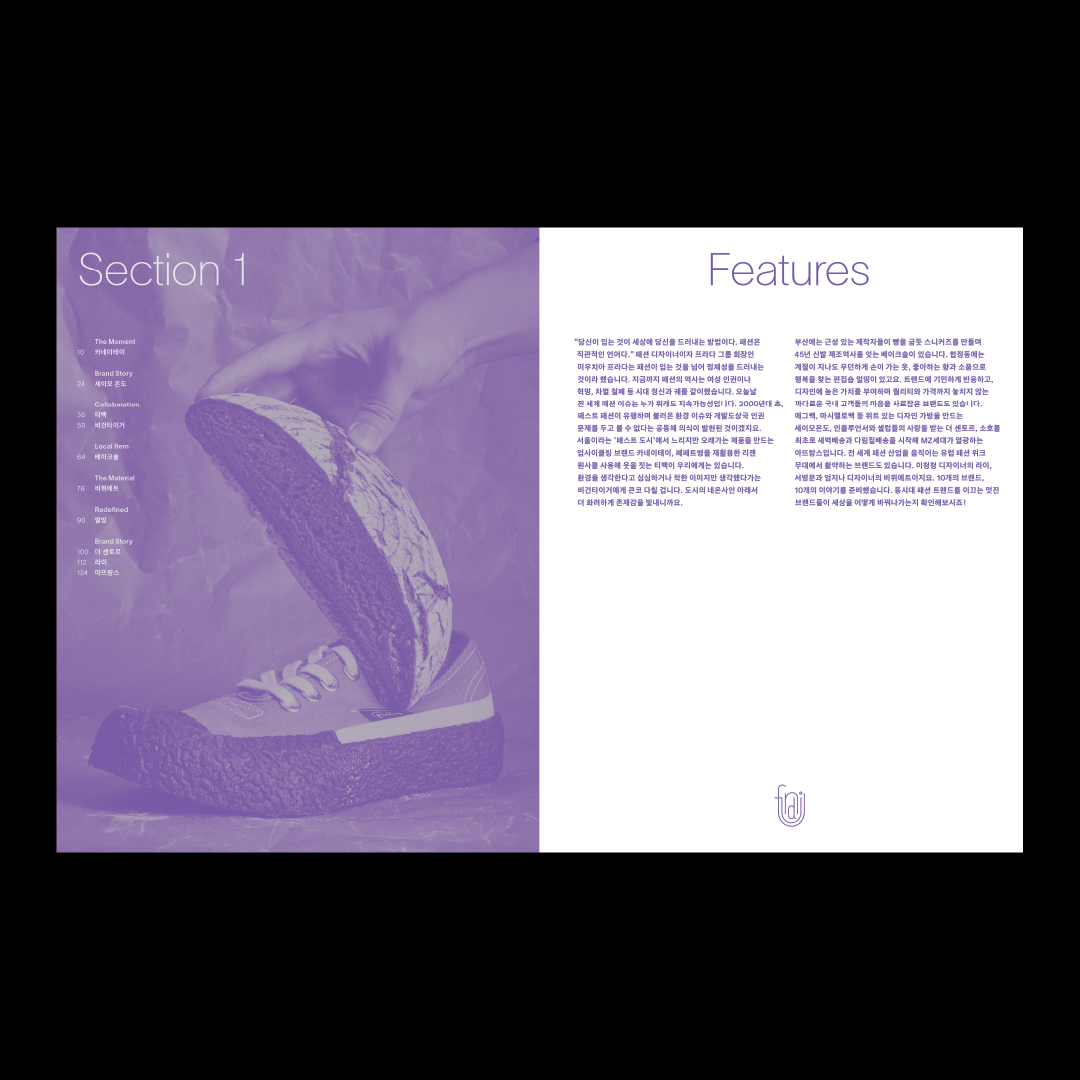 Section 1
The Moment
10 카네이테이
Brand Story
24 세이모 온도
Collaboration
36 티백
50 비건타이거
Local Item
64 베이크솔
The Material
76 비뮈에트
Redefined
90 얼띵
Brand Story
100 더 센토르
112 라이
124 아뜨랑스
Features
“당신이 입는 것이 세상에 당신을 드러내는 방법이다. 패션은
직관적인 언어다.” 패션 디자이너이자 프라다 그룹 회장인
미우치아 프라다는 패션이 입는 것을 넘어 정체성를 드러내는
것이라 했습니다. 지금까지 패션의 역사는 여성 인권이나
혁명, 차별 철폐 등 시대 정신과 궤를 같이했습니다. 오늘날
전 세계 패션 이슈는 누가 뭐래도 지속가능성입니다. 2000년대 초,
패스트 패션이 유행하며 불러온 환경 이슈와 개발도상국 인권
문제를 두고 볼 수 없다는 공동체 의식이 발현된 것이겠지요.
서울이라는 ‘패스트 도시’에서 느리지만 오래가는 제품을 만드는
업사이클링 브랜드 카네이테이, 폐페트병을 재활용한 리젠
원사를 사용해 옷을 짓는 티백이 우리에게는 있습니다.
환경을 생각한다고 심심하거나 착한 이미지만 생각했다가는
비건타이거에게 큰코 다칠 겁니다. 도시의 네온사인 아래서
더 화려하게 존재감을 빛내니까요.
부산에는 근성 있는 제작자들이 빵을 굽듯 스니커즈를 만들며
45년 신발 제조역사를 잇는 베이크솔이 있습니다. 합정동에는
계절이 지나도 무던하게 손이 가는 옷, 좋아하는 향과 소품으로
행복을 찾는 편집숍 얼띵이 있고요. 트렌드에 기민하게 반응하고,
디자인에 높은 가치를 부여하며 퀄리티와 가격까지 놓치지 않는
까다로운 국내 고객들의 마음을 사로잡은 브랜드도 있습니다.
에그백, 마시멜로백 등 위트 있는 디자인 가방을 만드는
세이모온도, 인플루언서와 셀럽들의 사랑을 받는 더 센토르, 소호몰
최초로 새벽배송과 다림질배송을 시작해 MZ세대가 열광하는
아뜨랑스입니다. 전 세계 패션 산업을 움직이는 유럽 패션 위크
무대에서 활약하는 브랜드도 있습니다. 이청청 디자이너의 라이,
서병문과 엄지나 디자이너의 비뮈에트이지요. 10개의 브랜드,
10개의 이야기를 준비했습니다. 동시대 패션 트렌드를 이끄는 멋진
브랜드들이 세상을 어떻게 바꿔나가는지 확인해보시죠!